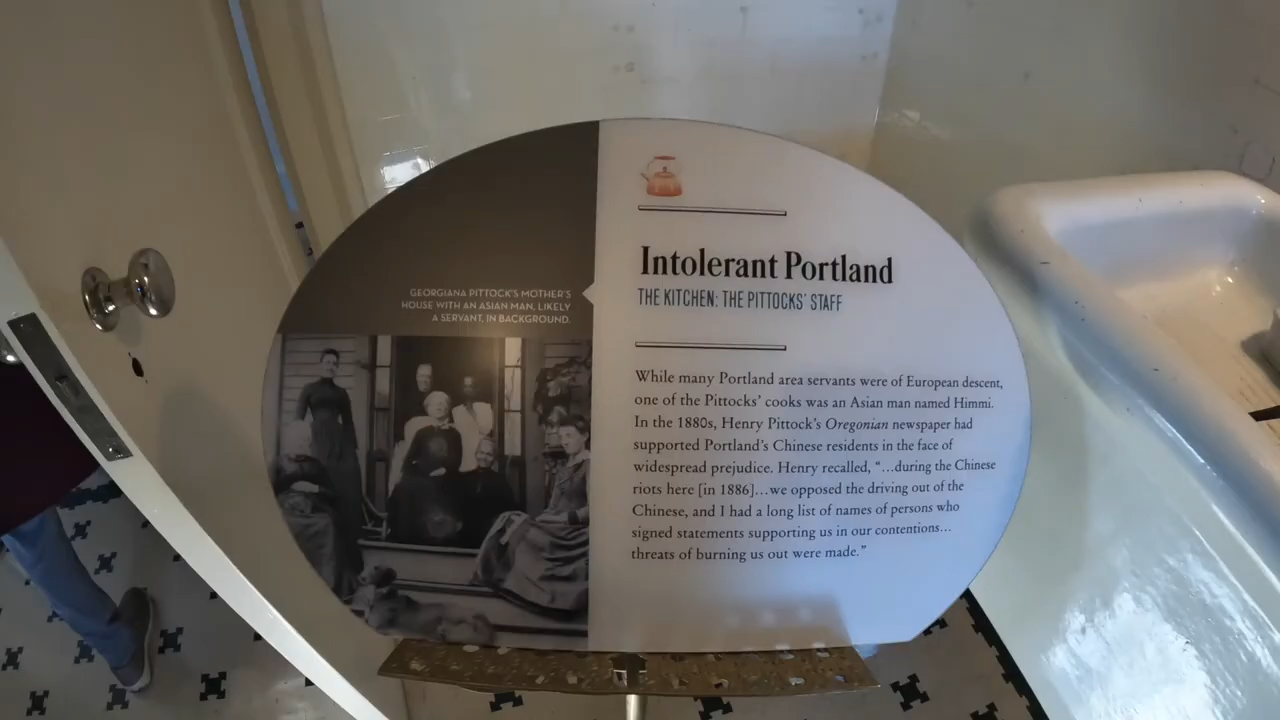 GEORGIANA PITTOCK'S MOTHER'S
HOUSE WITH AN ASIAN MAN, LIKELY
A SERVANT, IN BACKGROUND.
Intolerant Portland
THE KITCHEN: THE PITTOCKS' STAFF
While many Portland area servants were of European descent,
one of the Pittocks' cooks was an Asian man named Himmi.
In the 1880s, Henry Pittock's Oregonian newspaper had
supported Portland's Chinese residents in the face of
widespread prejudice. Henry recalled, “...during the Chinese
riots here [in 1886]...we opposed the driving out of the
Chinese, and I had a long list of names of persons who
signed statements supporting us in our contentions...
threats of burning us out were made.”